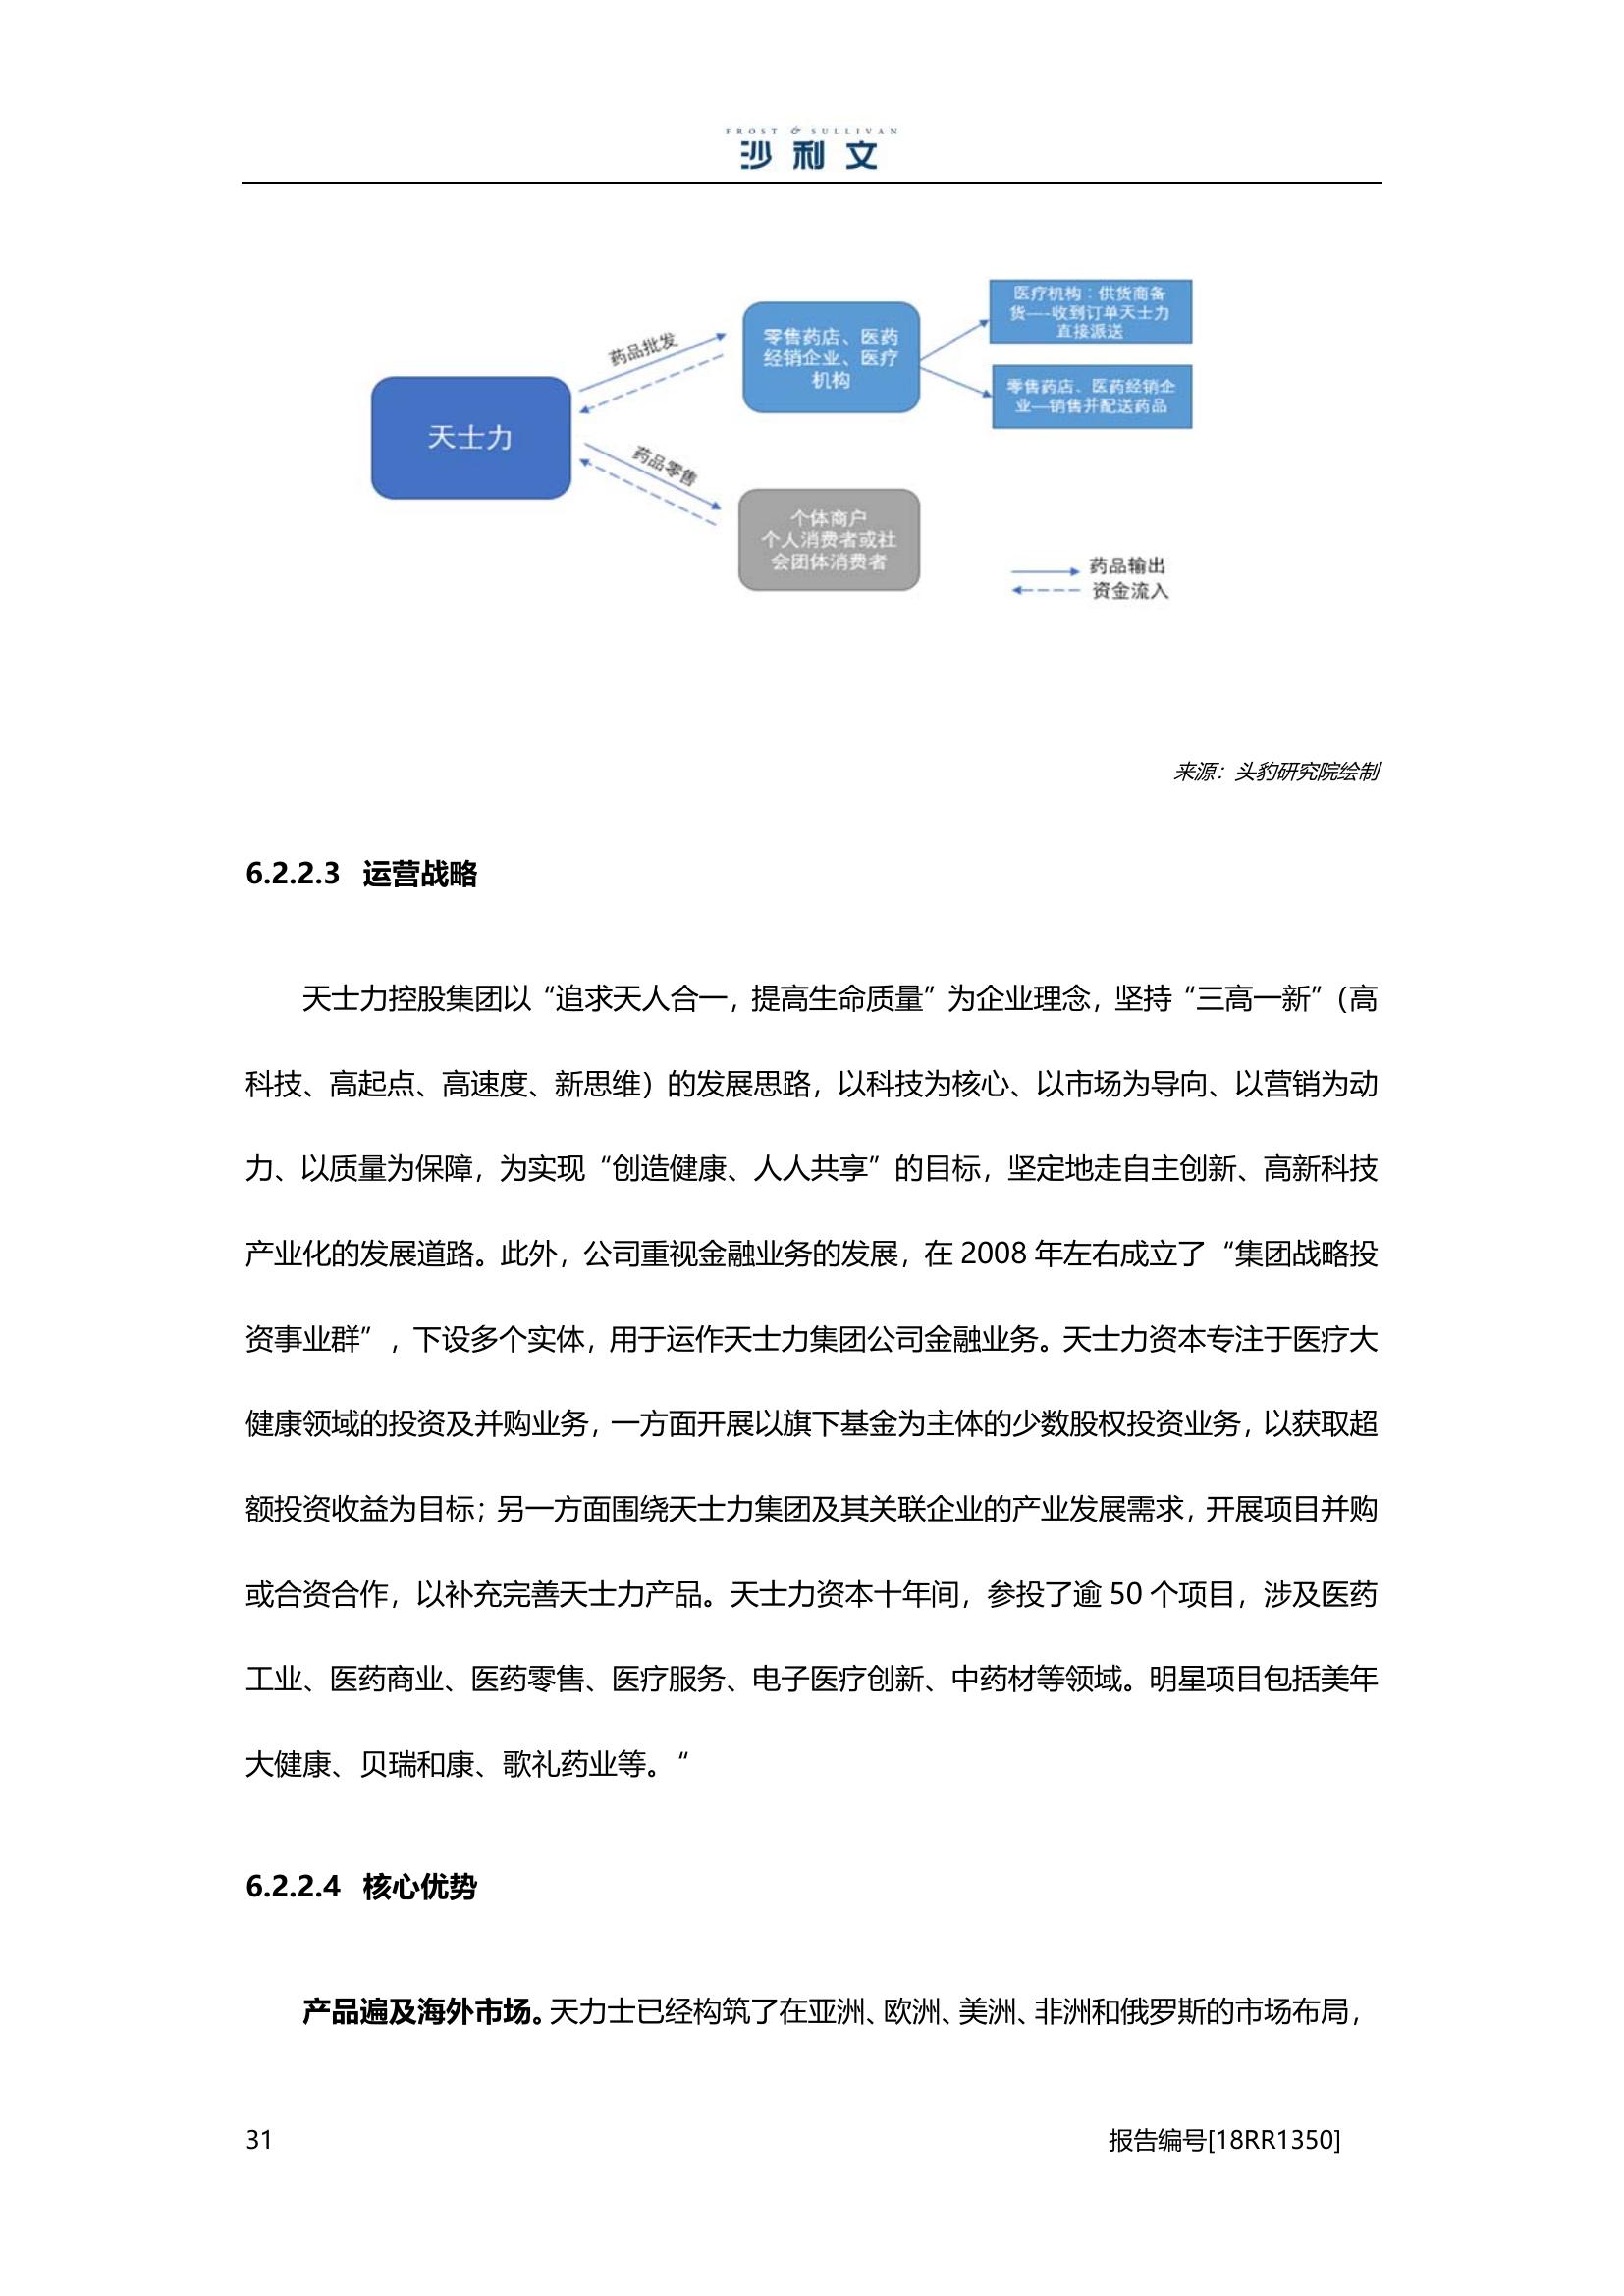 FROST & SULLIVAN
沙利文
医疗机构：供货商备
货----收到订单天士力
直接派送
药品批发
零售药店、医药
经销企业、医疗
机构
零售药店、医药经销企
业—销售并配送药品
天士力
药品零售
个体商户
个人消费者或社
会团体消费者
药品输出
资金流入
来源：头豹研究院绘制
6.2.2.3 运营战略
天士力控股集团以“追求天人合一，提高生命质量”为企业理念，坚持“三高一新”（高
科技、高起点、高速度、新思维）的发展思路，以科技为核心、以市场为导向、以营销为动
力、以质量为保障，为实现“创造健康、人人共享”的目标，坚定地走自主创新、高新科技
产业化的发展道路。此外，公司重视金融业务的发展，在 2008 年左右成立了“集团战略投
资事业群”，下设多个实体，用于运作天士力集团公司金融业务。天士力资本专注于医疗大
健康领域的投资及并购业务，一方面开展以旗下基金为主体的少数股权投资业务，以获取超
额投资收益为目标；另一方面围绕天士力集团及其关联企业的产业发展需求，开展项目并购
或合资合作，以补充完善天士力产品。天士力资本十年间，参投了逾 50 个项目，涉及医药
工业、医药商业、医药零售、医疗服务、电子医疗创新、中药材等领域。明星项目包括美年
大健康、贝瑞和康、歌礼药业等。“
6.2.2.4 核心优势
产品遍及海外市场。天力士已经构筑了在亚洲、欧洲、美洲、非洲和俄罗斯的市场布局，
31 报告编号[18RR1350]